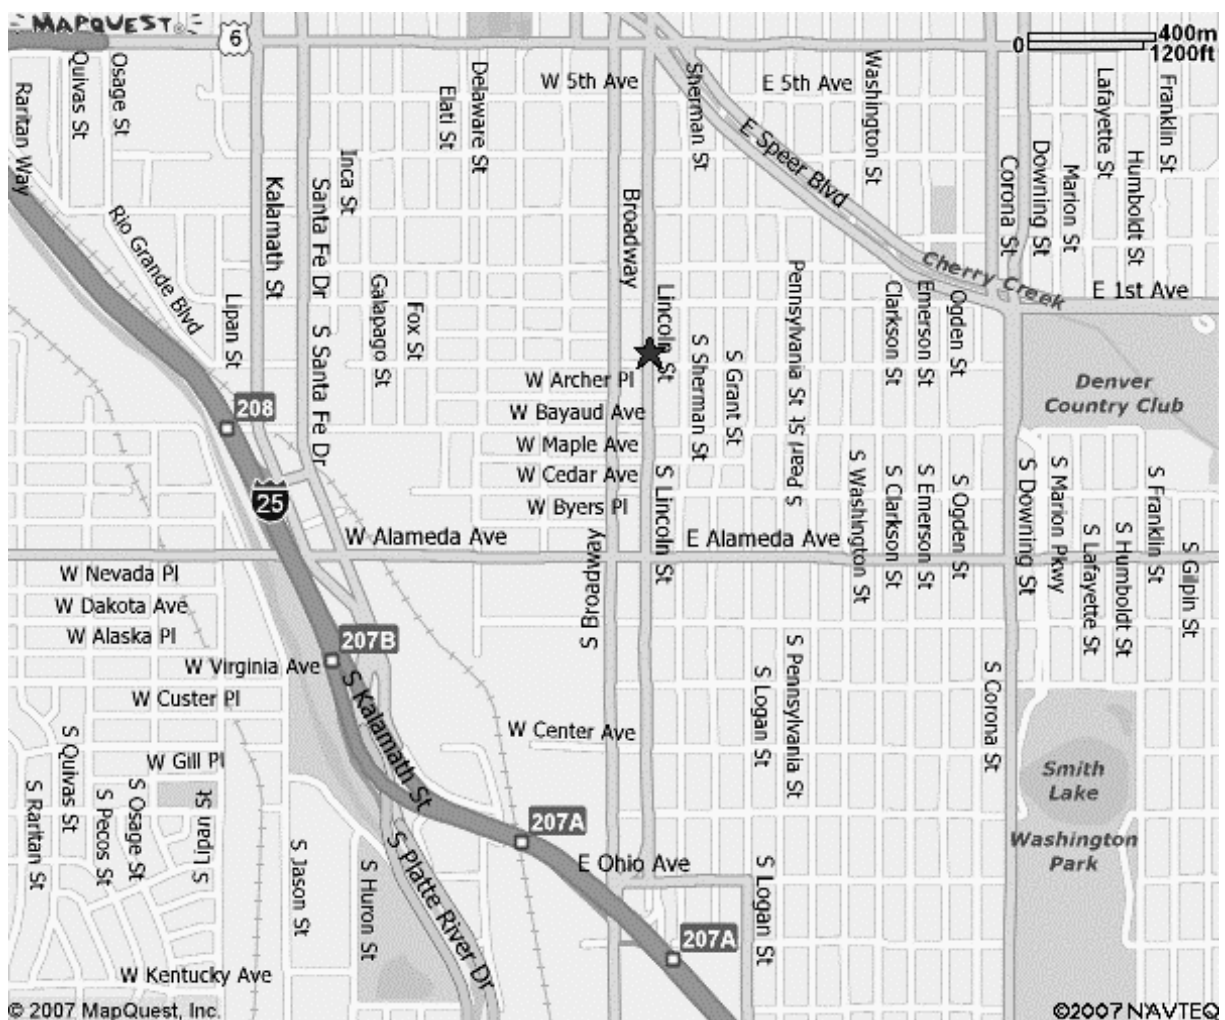 MAPQUEST
6
0
400m
1200ft
W 5th Ave
E 5th Ave
Raritan Way
Quivas St
Osage St
Elati St
Delaware St
Sherman St
Washington St
Lafayette St
Franklin St
E Speer Blvd
Inca St
Kalamath St
Santa Fe Dr
Broadway
Corona St
Downing St
Marion St
Humboldt St
Rio Grande Blvd
Lipan St
Galapago St
Fox St
Lincoln St
Pennsylvania St
Clarkson St
Emerson St
Ogden St
Cherry Creek
E 1st Ave
S Santa Fe Dr
S Sherman St
S Grant St
W Archer Pl
Denver
Country Club
208
W Bayaud Ave
W Maple Ave
S Pearl St
W Cedar Ave
25
W Byers Pl
S Lincoln St
S Washington St
S Clarkson St
S Emerson St
S Ogden St
S Downing St
S Marion Pkwy
S Lafayette St
S Humboldt St
S Franklin St
S Gilpin St
W Alameda Ave
E Alameda Ave
W Nevada Pl
W Dakota Ave
S Broadway
W Alaska Pl
207B
W Virginia Ave
S Kalamath St
W Custer Pl
S Logan St
S Pennsylvania St
S Corona St
W Center Ave
W Gill Pl
S Quivas St
S Raritan St
S Pecos St
S Osage St
S Lipan St
Smith
Lake
207A
Washington
Park
E Ohio Ave
S Jason St
S Huron St
S Platte River Dr
S Logan St
207A
W Kentucky Ave
© 2007 MapQuest, Inc.
©2007 NAVTEQ